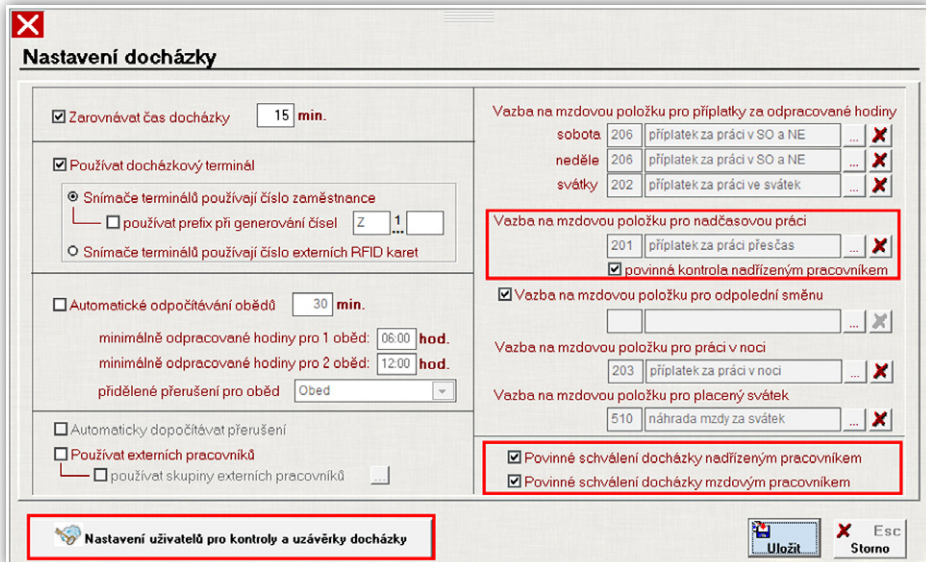 Nastavení docházky
Zarovnávat čas docházky 15 min.
Používat docházkový terminál
Snímače terminálů používají číslo zaměstnance
používat prefix při generování čísel Z 1 ...
Snímače terminálů používají číslo externích RFID karet
Automatické odpočítávání obědů 30 min.
minimálně odpracované hodiny pro 1 oběd: 06:00 hod.
minimálně odpracované hodiny pro 2 oběd: 12:00 hod.
přidělené přerušení pro oběd Obed
Automaticky dopočítávat přerušení
Používat externích pracovníků
používat skupiny externích pracovníků ...
Vazba na mzdovou položku pro příplatky za odpracované hodiny
sobota 206 příplatek za práci v SO a NE ...
neděle 206 příplatek za práci v SO a NE ...
svátky 202 příplatek za práci ve svátek ...
Vazba na mzdovou položku pro nadčasovou práci
201 příplatek za práci přesčas ...
povinná kontrola nadřízeným pracovníkem
Vazba na mzdovou položku pro odpolední směnu
...
Vazba na mzdovou položku pro práci v noci
203 příplatek za práci v noci ...
Vazba na mzdovou položku pro placený svátek
510 náhrada mzdy za svátek ...
Povinné schválení docházky nadřízeným pracovníkem
Povinné schválení docházky mzdovým pracovníkem
Nastavení uživatelů pro kontroly a uzávěrky docházky
Uložit
Esc
Storno